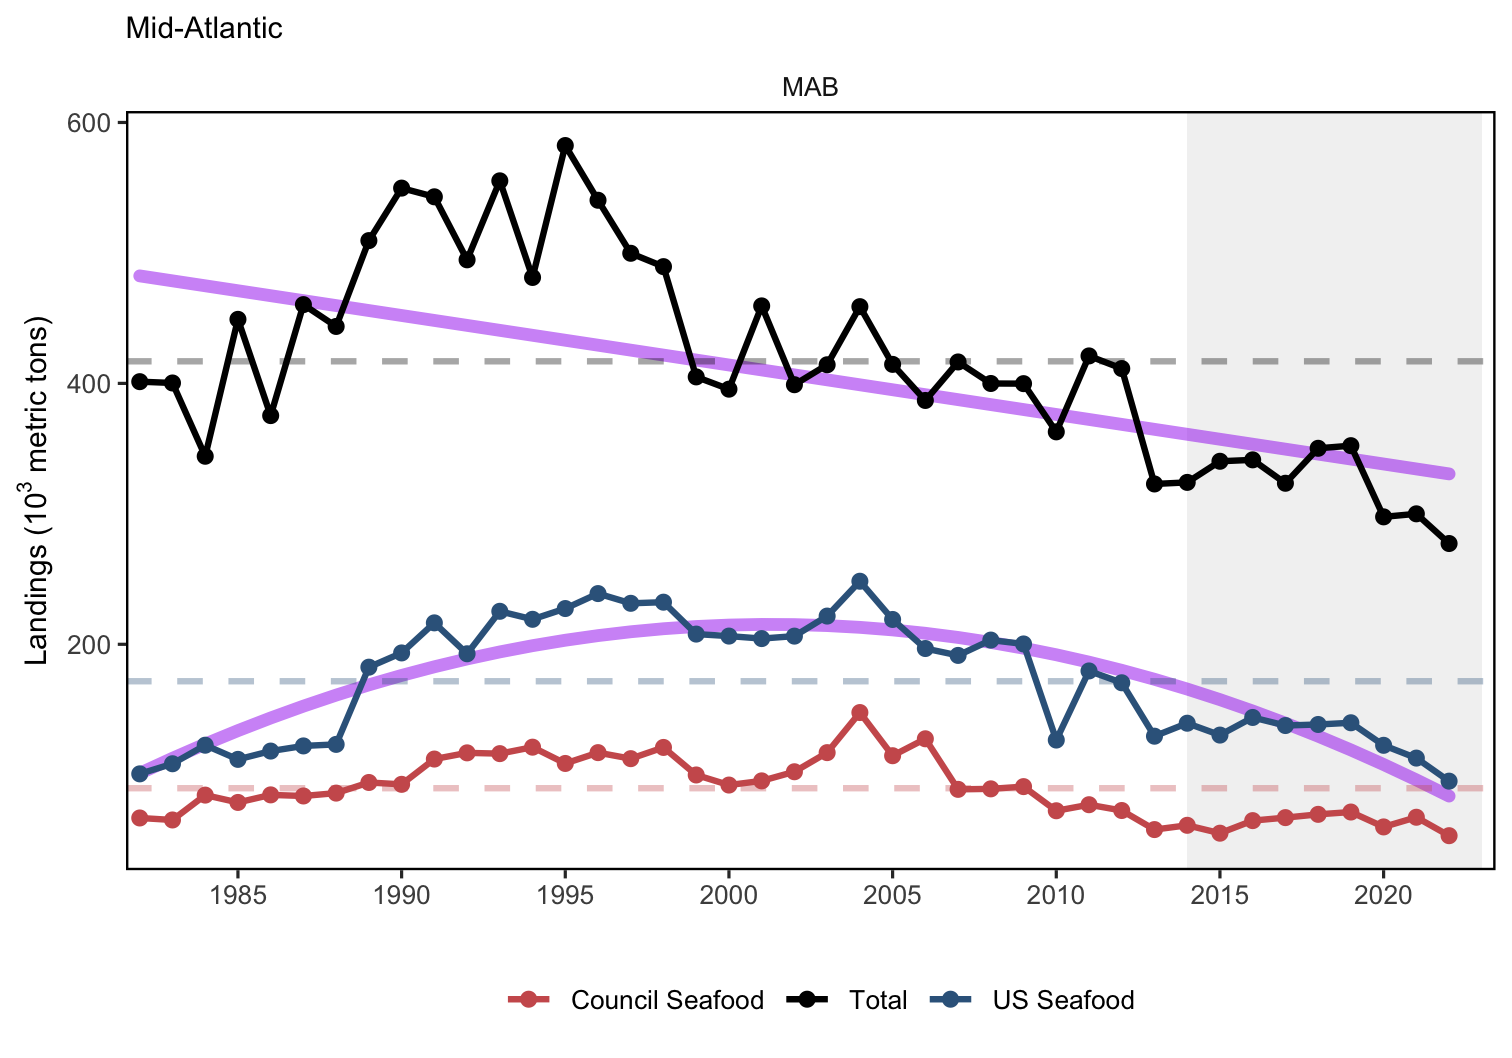 Mid-Atlantic
MAB
600
400
200
Landings (10³ metric tons)
1985 1990 1995 2000 2005 2010 2015 2020
Council Seafood Total US Seafood